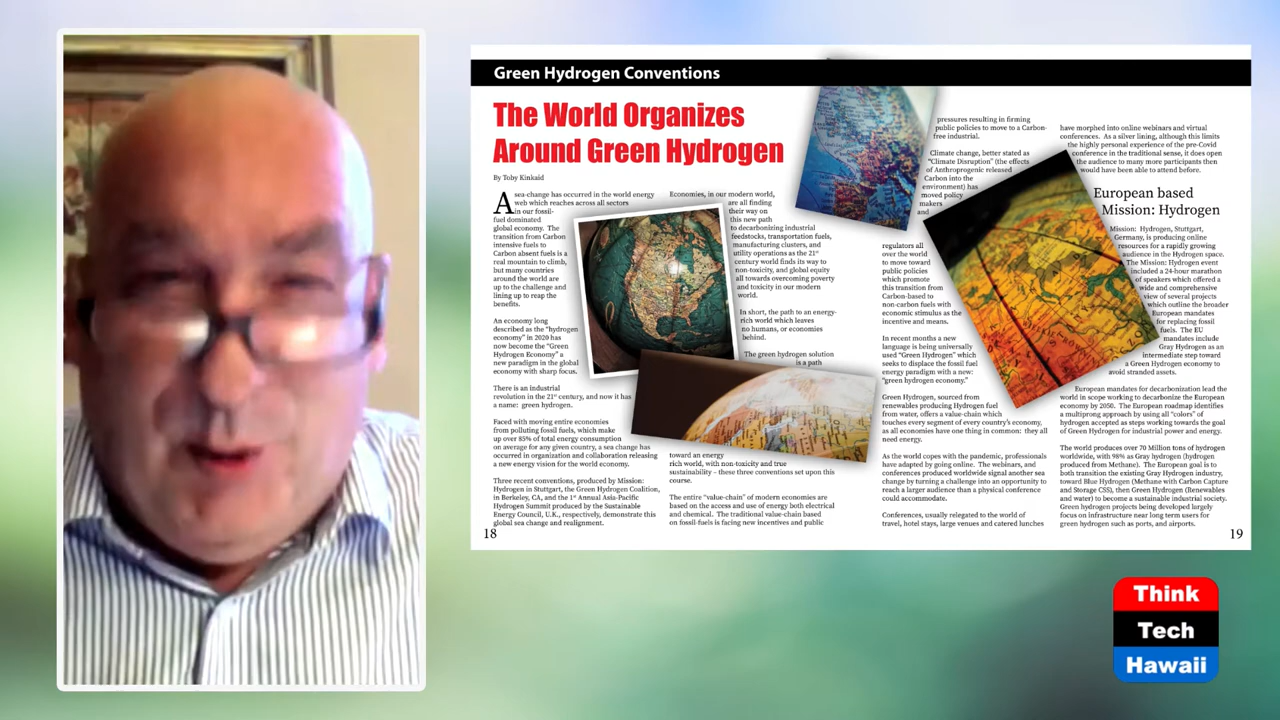 Green Hydrogen Conventions
The World Organizes
Around Green Hydrogen
By Toby Kinkaid
A sea-change has occurred in the world energy
web which reaches across all sectors
in our fossil-
fuel dominated
global economy. The
transition from Carbon
intensive fuels to
Carbon absent fuels is a
real mountain to climb,
but many countries
around the world are
up to the challenge and
lining up to reap the
benefits.
An economy long
described as the "hydrogen
economy" in 2020 has
now become the "Green
Hydrogen Economy" a
new paradigm in the global
economy with sharp focus.
There is an industrial
revolution in the 21st century, and now it has
a name: green hydrogen.
Faced with moving entire economies
from polluting fossil fuels, which make
up over 85% of total energy consumption
on average for any given country, a sea change has
occurred in organization and collaboration releasing
a new energy vision for the world economy.
Three recent conventions, produced by Mission:
Hydrogen in Stuttgart, the Green Hydrogen Coalition,
in Berkeley, CA, and the 1st Annual Asia-Pacific
Hydrogen Summit produced by the Sustainable
Energy Council, U.K., respectively, demonstrate this
global sea change and realignment.
18
Economies, in our modern world,
are all finding
their way on
this new path
to decarbonizing industrial
feedstocks, transportation fuels,
manufacturing clusters, and
utility operations as the 21st
century world finds its way to
non-toxicity, and global equity
all towards overcoming poverty
and toxicity in our modern
world.
In short, the path to an energy-
rich world which leaves
no humans, or economies
behind.
The green hydrogen solution
is a path
toward an energy
rich world, with non-toxicity and true
sustainability – these three conventions set upon this
course.
The entire "value-chain" of modern economies are
based on the access and use of energy both electrical
and chemical. The traditional value-chain based
on fossil-fuels is facing new incentives and public
pressures resulting in firming
public policies to move to a Carbon-
free industrial.
Climate change, better stated as
"Climate Disruption" (the effects
of Anthroprogenic released
Carbon into the
environment) has
moved policy
makers
and
regulators all
over the world
to move toward
public policies
which promote
this transition from
Carbon-based to
non-carbon fuels with
economic stimulus as the
incentive and means.
In recent months a new
language is being universally
used "Green Hydrogen" which
seeks to displace the fossil fuel
energy paradigm with a new:
"green hydrogen economy."
Green Hydrogen, sourced from
renewables producing Hydrogen fuel
from water, offers a value-chain which
touches every segment of every country's economy,
as all economies have one thing in common: they all
need energy.
As the world copes with the pandemic, professionals
have adapted by going online. The webinars, and
conferences produced worldwide signal another sea
change by turning a challenge into an opportunity to
reach a larger audience than a physical conference
could accommodate.
Conferences, usually relegated to the world of
travel, hotel stays, large venues and catered lunches
have morphed into online webinars and virtual
conferences. As a silver lining, although this limits
the highly personal experience of the pre-Covid
conference in the traditional sense, it does open
the audience to many more participants then
would have been able to attend before.
European based
Mission: Hydrogen
Mission: Hydrogen, Stuttgart,
Germany, is producing online
resources for a rapidly growing
audience in the Hydrogen space.
The Mission: Hydrogen event
included a 24-hour marathon
of speakers which offered a
wide and comprehensive
view of several projects
which outline the broader
European mandates
for replacing fossil
fuels. The EU
mandates include
Gray Hydrogen as an
intermediate step toward
a Green Hydrogen economy to
avoid stranded assets.
European mandates for decarbonization lead the
world in scope working to decarbonize the European
economy by 2050. The European roadmap identifies
a multiprong approach by using all "colors" of
hydrogen accepted as steps working towards the goal
of Green Hydrogen for industrial power and energy.
The world produces over 70 Million tons of hydrogen
worldwide, with 98% as Gray hydrogen (hydrogen
produced from Methane). The European goal is to
both transition the existing Gray Hydrogen industry,
toward Blue Hydrogen (Methane with Carbon Capture
and Storage CSS), then Green Hydrogen (Renewables
and water) to become a sustainable industrial society.
Green hydrogen projects being developed largely
focus on infrastructure near long term users for
green hydrogen such as ports, and airports.
19
Think
Tech
Hawaii